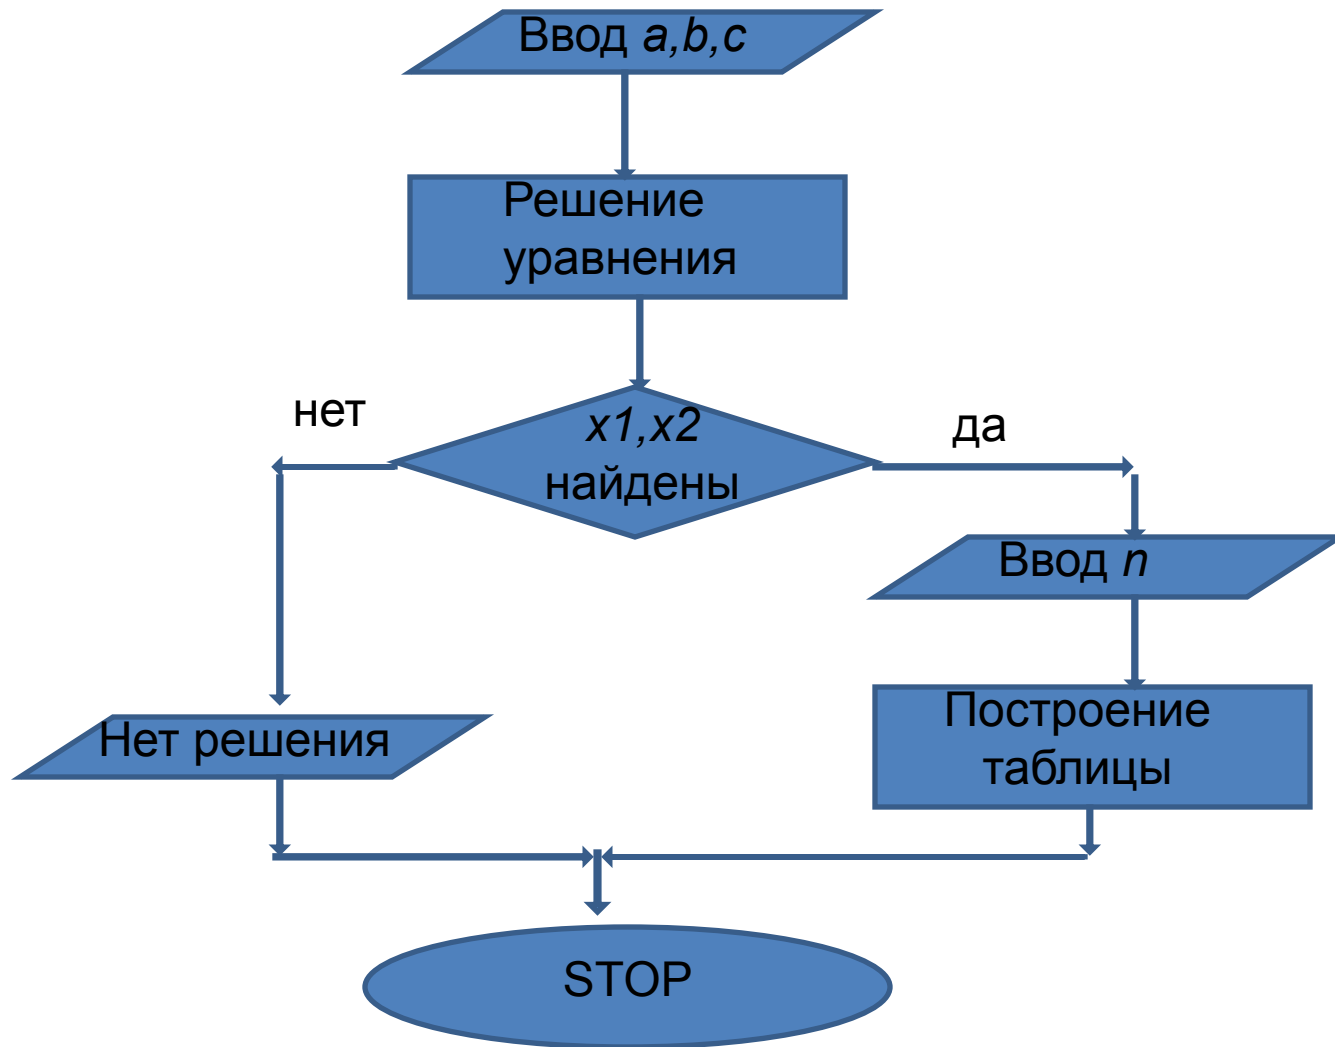 Ввод a,b,c
Решение
уравнения
нет
x1,x2
найдены
да
Ввод n
Нет решения
Построение
таблицы
STOP